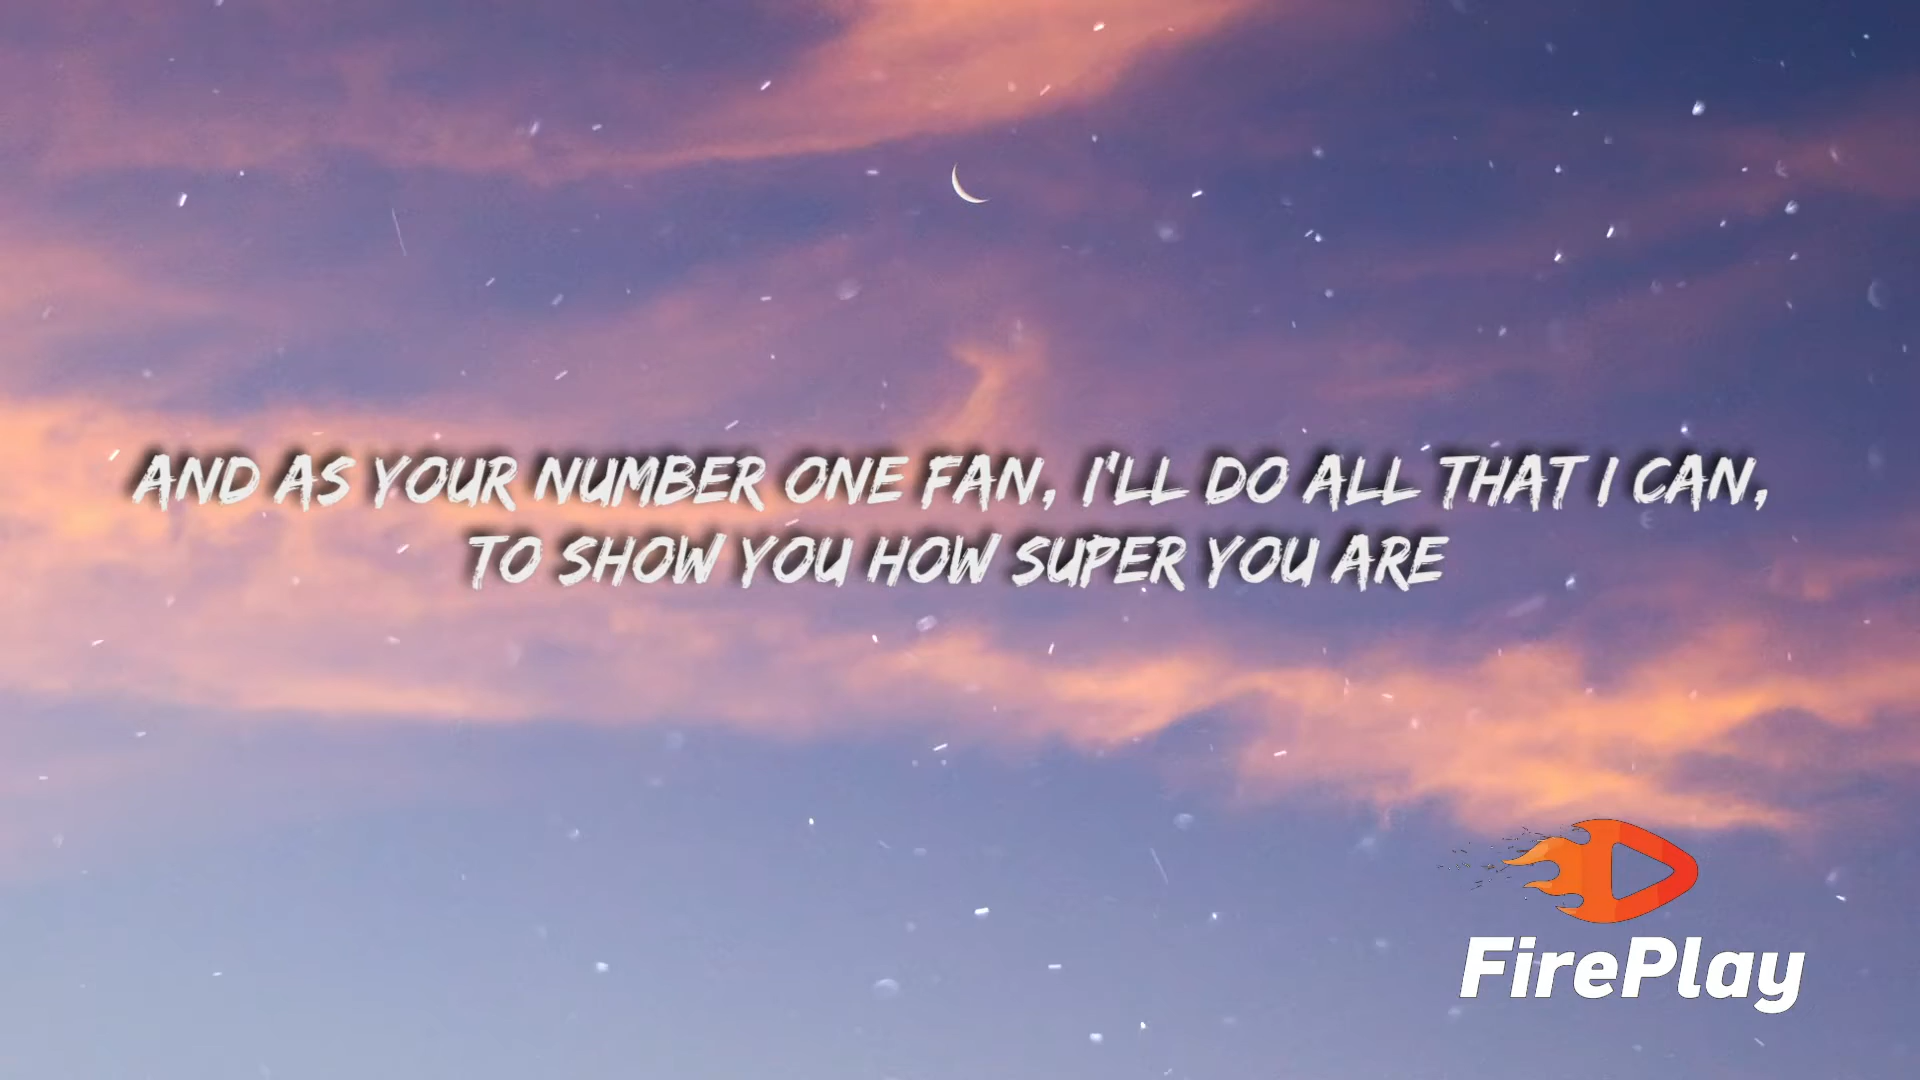 AND AS YOUR NUMBER ONE FAN, I'LL DO ALL THAT I CAN,
TO SHOW YOU HOW SUPER YOU ARE
FirePlay